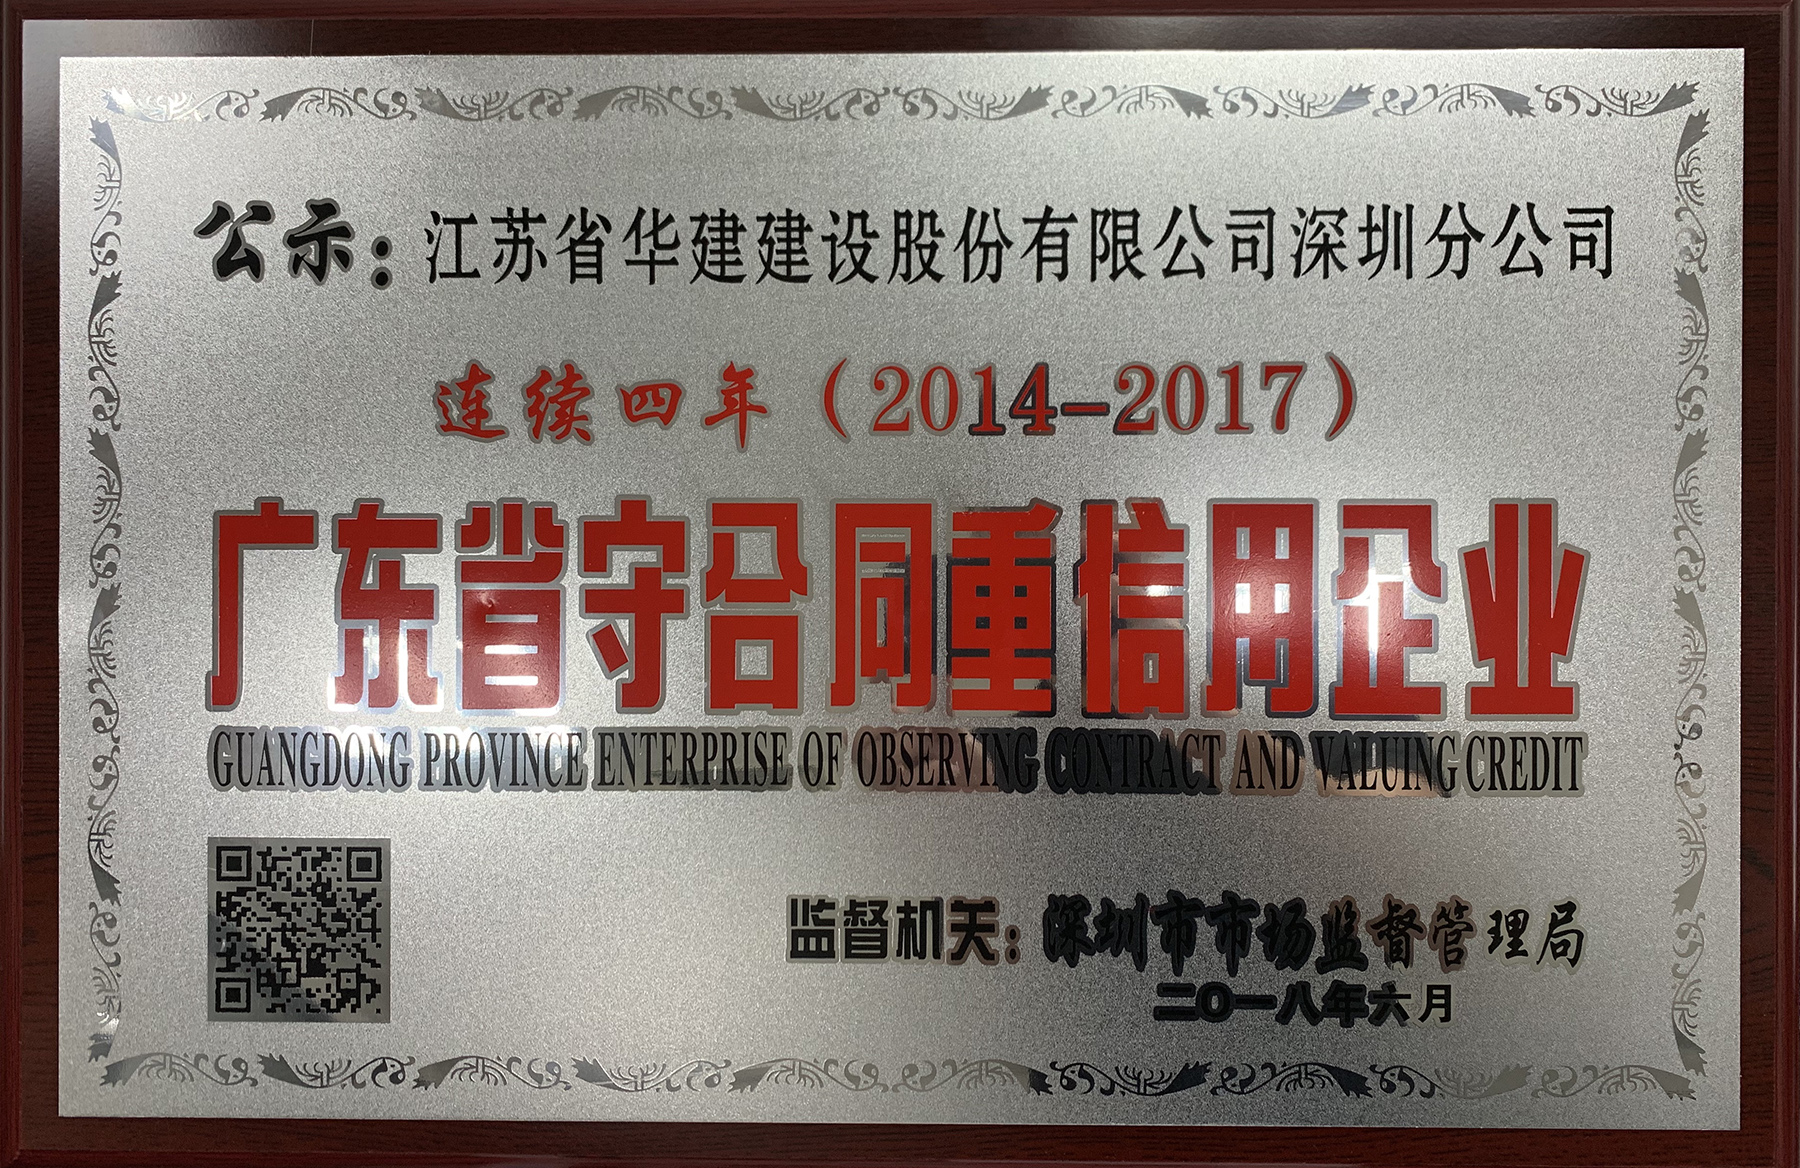 公示：江苏省华建建设股份有限公司深圳分公司
连续四年（2014-2017）
广东省守合同重信用企业
GUANGDONG PROVINCE ENTERPRISE OF OBSERVING CONTRACT AND VALUING CREDIT
监督机关：深圳市市场监督管理局
二〇一八年六月